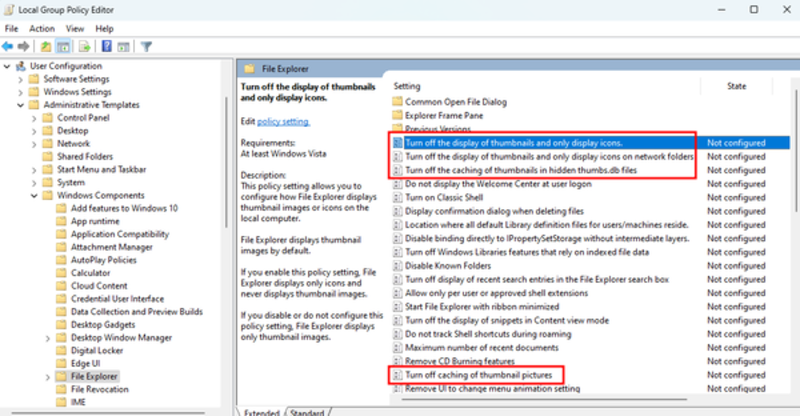 Local Group Policy Editor
File Action View Help
User Configuration
Software Settings
Windows Settings
Administrative Templates
Control Panel
Desktop
Network
Shared Folders
Start Menu and Taskbar
System
Windows Components
Add features to Windows 10
App runtime
Application Compatibility
Attachment Manager
AutoPlay Policies
Calculator
Cloud Content
Credential User Interface
Data Collection and Preview Builds
Desktop Gadgets
Desktop Window Manager
Digital Locker
Edge UI
File Explorer
File Revocation
IME
File Explorer
Turn off the display of thumbnails
and only display icons.
Edit policy setting
Requirements:
At least Windows Vista
Description:
This policy setting allows you to
configure how File Explorer displays
thumbnail images or icons on the
local computer.
File Explorer displays thumbnail
images by default.
If you enable this policy setting, File
Explorer displays only icons and
never displays thumbnail images.
If you disable or do not configure this
policy setting, File Explorer displays
only thumbnail images.
Setting State
Common Open File Dialog
Explorer Frame Pane
Previous Versions
Turn off the display of thumbnails and only display icons. Not configured
Turn off the display of thumbnails and only display icons on network folders Not configured
Turn off the caching of thumbnails in hidden thumbs.db files Not configured
Do not display the Welcome Center at user logon Not configured
Turn on Classic Shell Not configured
Display confirmation dialog when deleting files Not configured
Location where all default Library definition files for users/machines reside. Not configured
Disable binding directly to IPropertySetStorage without intermediate layers. Not configured
Turn off Windows Libraries features that rely on indexed file data Not configured
Disable Known Folders Not configured
Turn off display of recent search entries in the File Explorer search box Not configured
Allow only per user or approved shell extensions Not configured
Start File Explorer with ribbon minimized Not configured
Turn off the display of snippets in Content view mode Not configured
Do not track Shell shortcuts during roaming Not configured
Maximum number of recent documents Not configured
Remove CD Burning features Not configured
Turn off caching of thumbnail pictures Not configured
Remove UI to change menu animation setting Not configured
Extended Standard